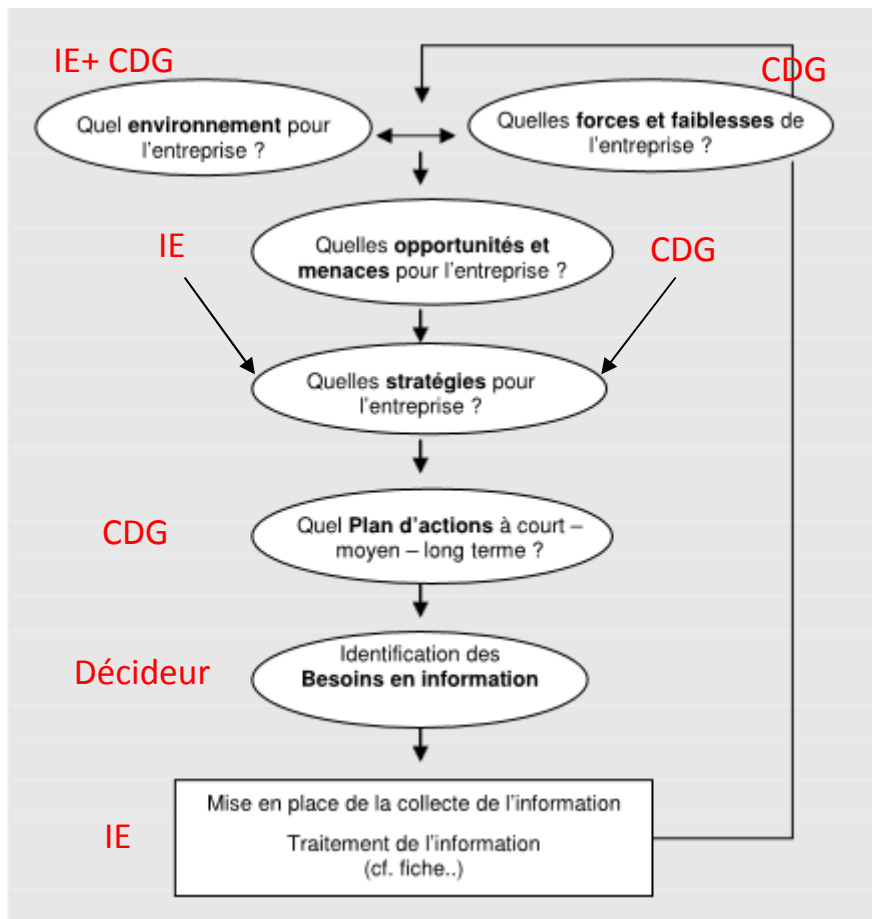 IE+ CDG
CDG
Quel environnement pour
l'entreprise ?
Quelles forces et faiblesses de
l'entreprise ?
IE
Quelles opportunités et
menaces pour l'entreprise ?
CDG
Quelles stratégies pour
l'entreprise ?
CDG
Quel Plan d'actions à court –
moyen – long terme ?
Décideur
Identification des
Besoins en information
IE
Mise en place de la collecte de l'information
Traitement de l'information
(cf. fiche..)